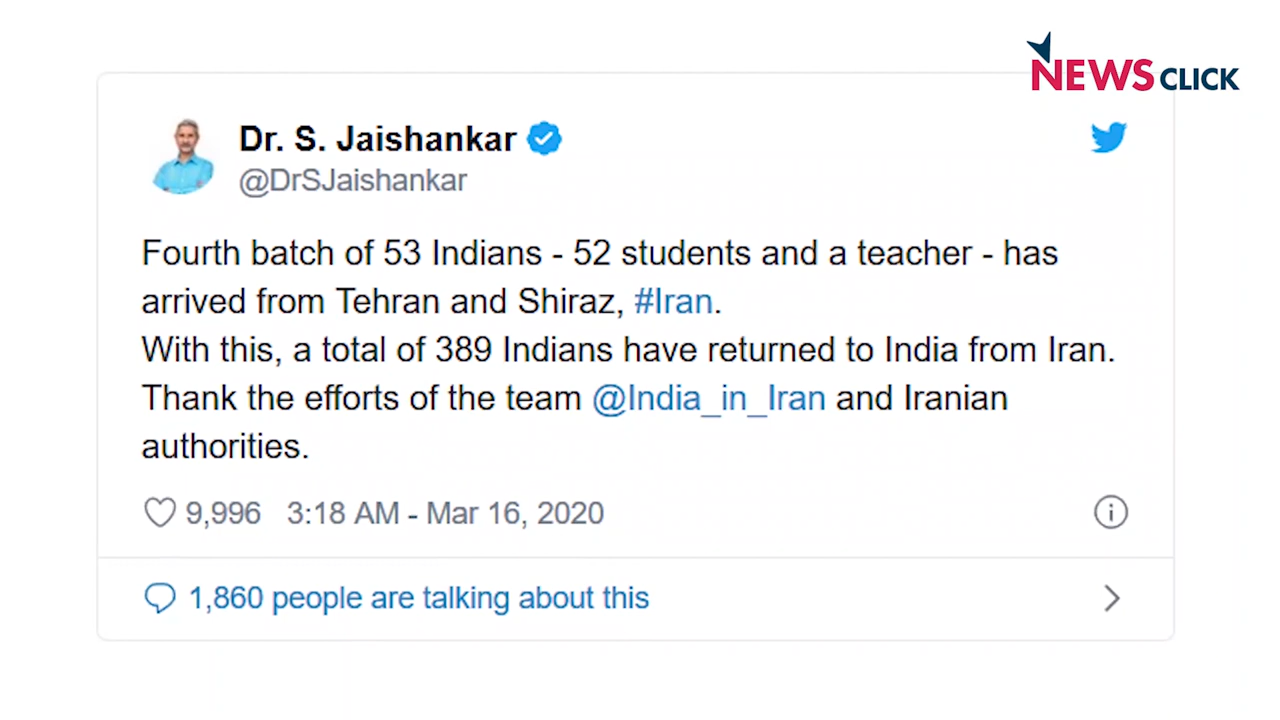 NEWSCLICK
Dr. S. Jaishankar
@DrSJaishankar
Fourth batch of 53 Indians - 52 students and a teacher - has
arrived from Tehran and Shiraz, #Iran.
With this, a total of 389 Indians have returned to India from Iran.
Thank the efforts of the team @India_in_Iran and Iranian
authorities.
9,996 3:18 AM - Mar 16, 2020
1,860 people are talking about this